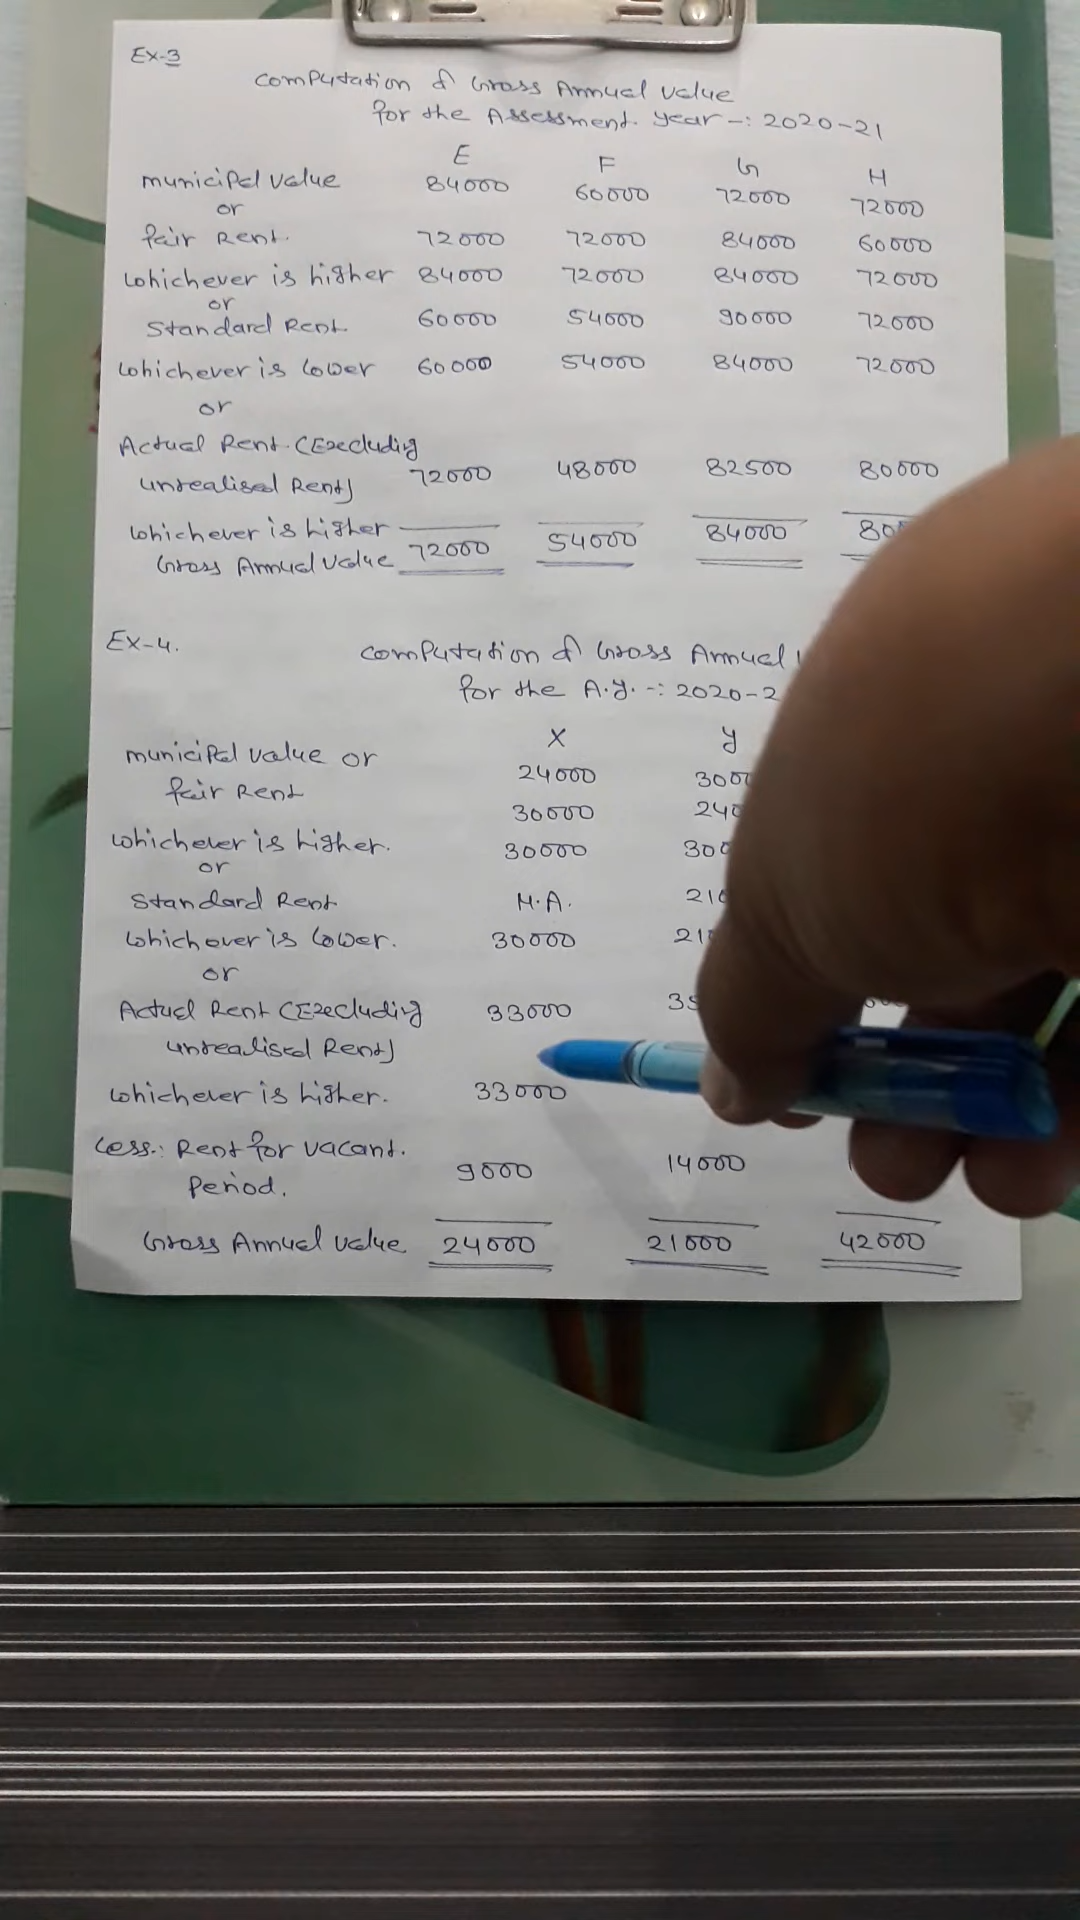 Ex-3
Computation of Gross Annual Value
for the Assessment year -: 2020-21
E F G H
Municipal Value 84000 60000 72000 72000
or
fair Rent. 72000 72000 84000 60000
Whichever is higher 84000 72000 84000 72000
or
Standard Rent. 60000 54000 90000 72000
Whichever is lower 60000 54000 84000 72000
or
Actual Rent (Excluding
unrealised Rent) 72000 48000 82500 80000
Whichever is higher
Gross Annual Value 72000 54000 84000
Ex-4.
Computation of Gross Annual
for the A.Y. -: 2020-2
X Y
Municipal Value or 24000
fair Rent 30000
Whichever is higher. 30000
or
Standard Rent N.A.
Whichever is lower. 30000
or
Actual Rent (Excluding 33000
unrealised Rent)
Whichever is higher. 33000
Less.: Rent for vacant.
Period. 9000 14000
Gross Annual Value 24000 21000 42000